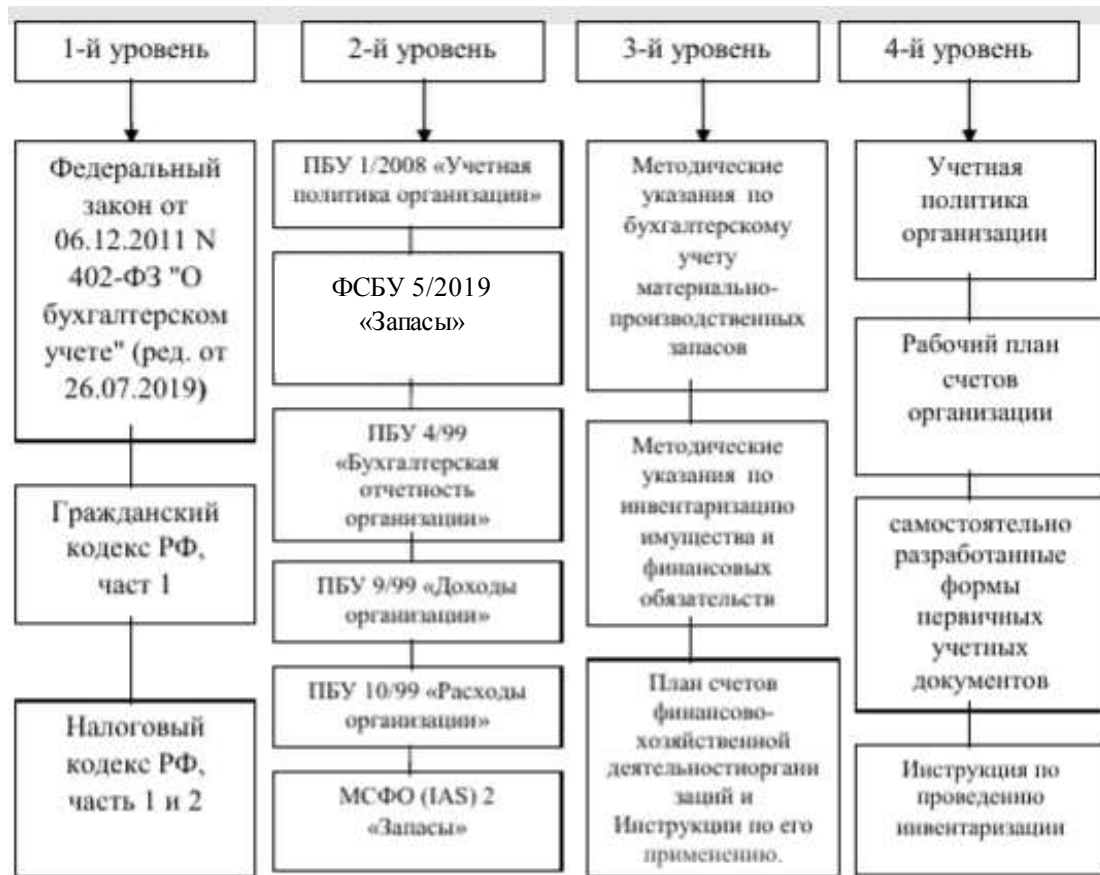 1-й уровень
2-й уровень
3-й уровень
4-й уровень
Федеральный
закон от
06.12.2011 N
402-ФЗ "О
бухгалтерском
учете" (ред. от
26.07.2019)
Гражданский
кодекс РФ,
част 1
Налоговый
кодекс РФ,
часть 1 и 2
ПБУ 1/2008 «Учетная
политика организации»
ФСБУ 5/2019
«Запасы»
ПБУ 4/99
«Бухгалтерская
отчетность
организации»
ПБУ 9/99 «Доходы
организации»
ПБУ 10/99 «Расходы
организации»
МСФО (IAS) 2
«Запасы»
Методические
указания по
бухгалтерскому
учету
материально-
производственных
запасов
Методические
указания по
инвентаризацию
имущества и
финансовых
обязательств
План счетов
финансово-
хозяйственной
деятельностиоргани
заций и
Инструкции по его
применению.
Учетная
политика
организации
Рабочий план
счетов
организации
самостоятельно
разработанные
формы
первичных
учетных
документов
Инструкция по
проведению
инвентаризации